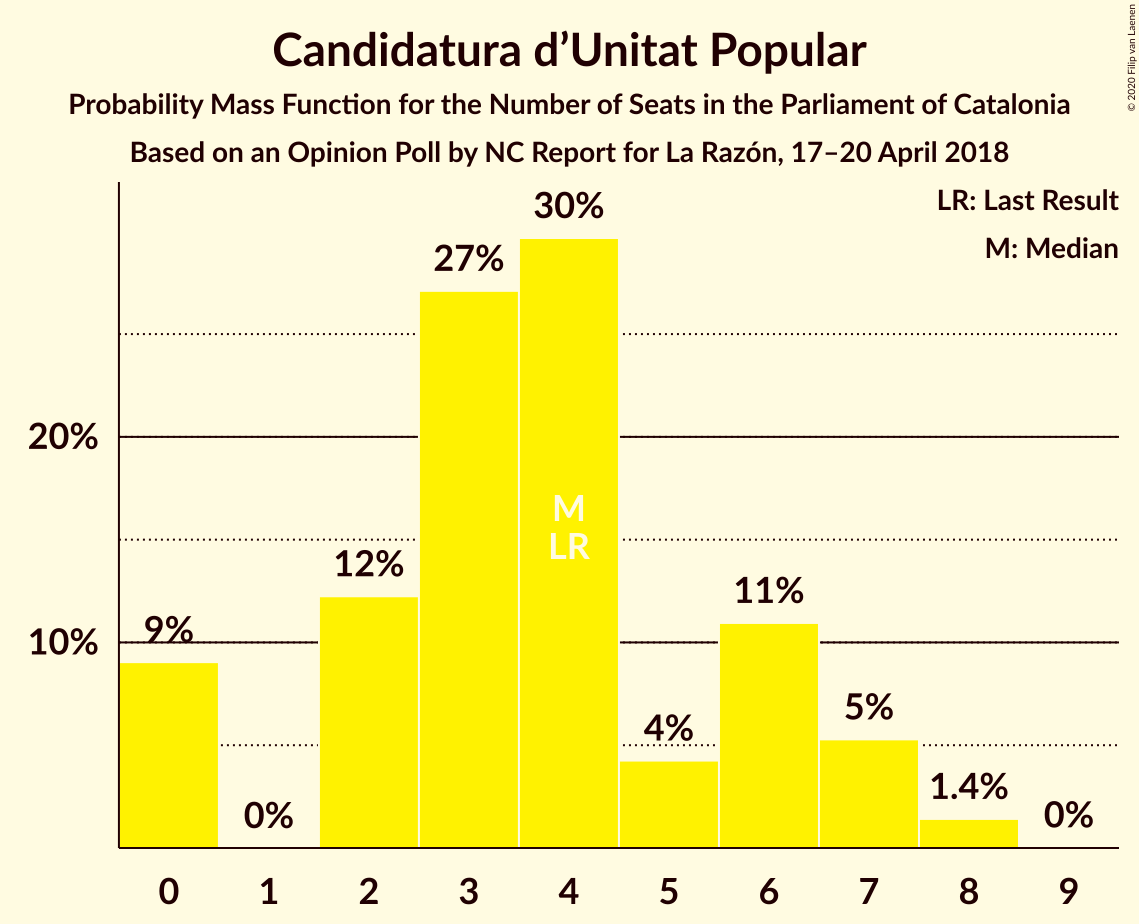 Candidatura d’Unitat Popular
Probability Mass Function for the Number of Seats in the Parliament of Catalonia
Based on an Opinion Poll by NC Report for La Razón, 17–20 April 2018
© 2020 Filip van Laenen
LR: Last Result
M: Median
30%
27%
20%
M
LR
12%
11%
9%
10%
5%
4%
1.4%
0%
0%
0 1 2 3 4 5 6 7 8 9